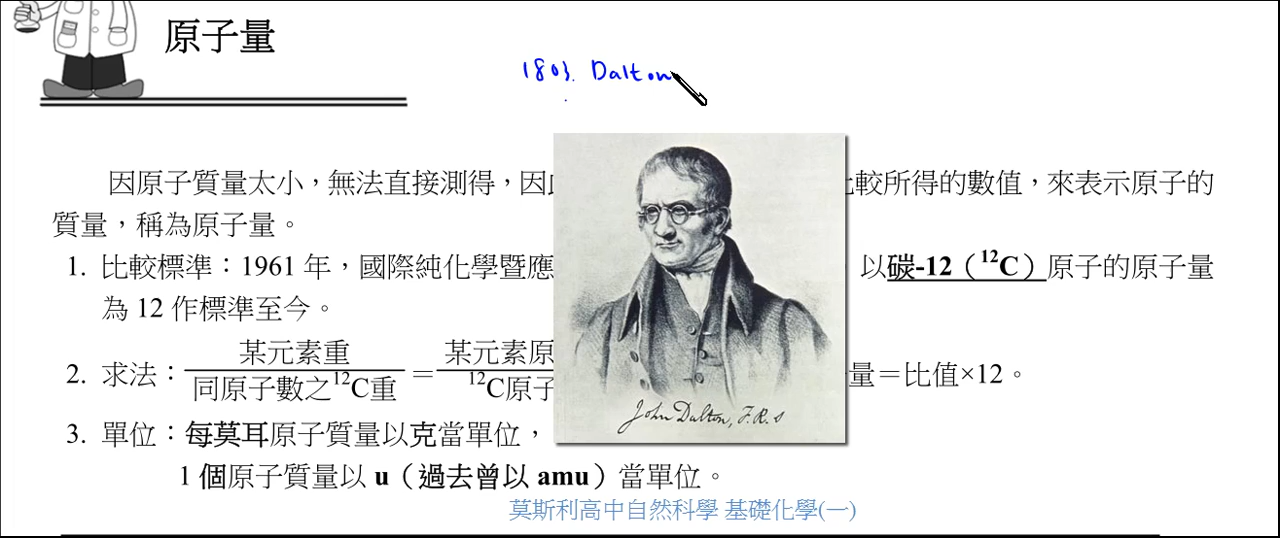 原子量
1803. Dalton
因原子質量太小,無法直接測得,因 比較所得的數值,來表示原子的
質量,稱為原子量。
1. 比較標準:1961 年,國際純化學暨應 以碳-12(¹²C)原子的原子量
為 12 作標準至今。
2. 求法:某元素重/同原子數之¹²C重=某元素原 ¹²C原子 量=比值×12。
John Dalton, F.R.S
3. 單位:每莫耳原子質量以克當單位,
1 個原子質量以 u(過去曾以 amu)當單位。
莫斯利高中自然科學 基礎化學(一)